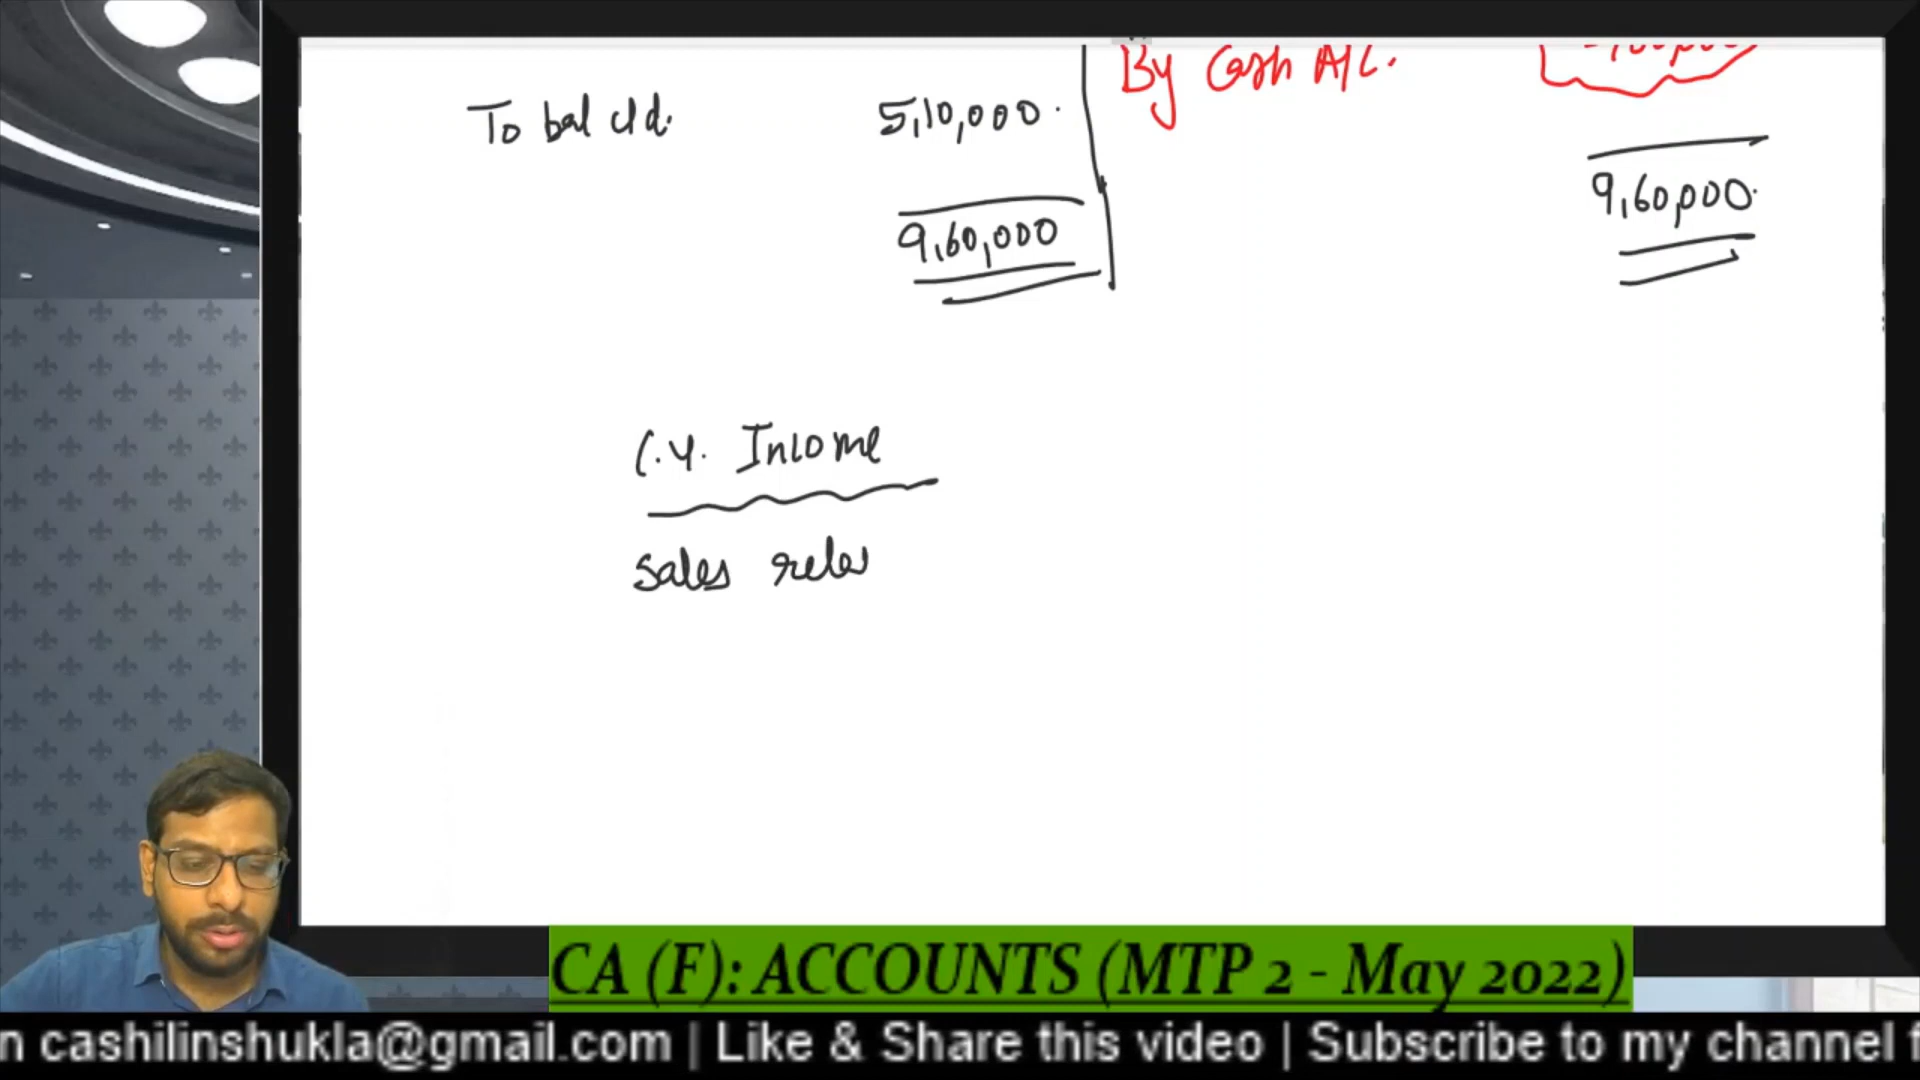 By Cash A/C.
To bal c/d. 5,10,000.
9,60,000.
9,60,000
C.Y. Income
Sales reles
CA (F): ACCOUNTS (MTP 2 - May 2022)
n cashilinshukla@gmail.com | Like & Share this video | Subscribe to my channel f